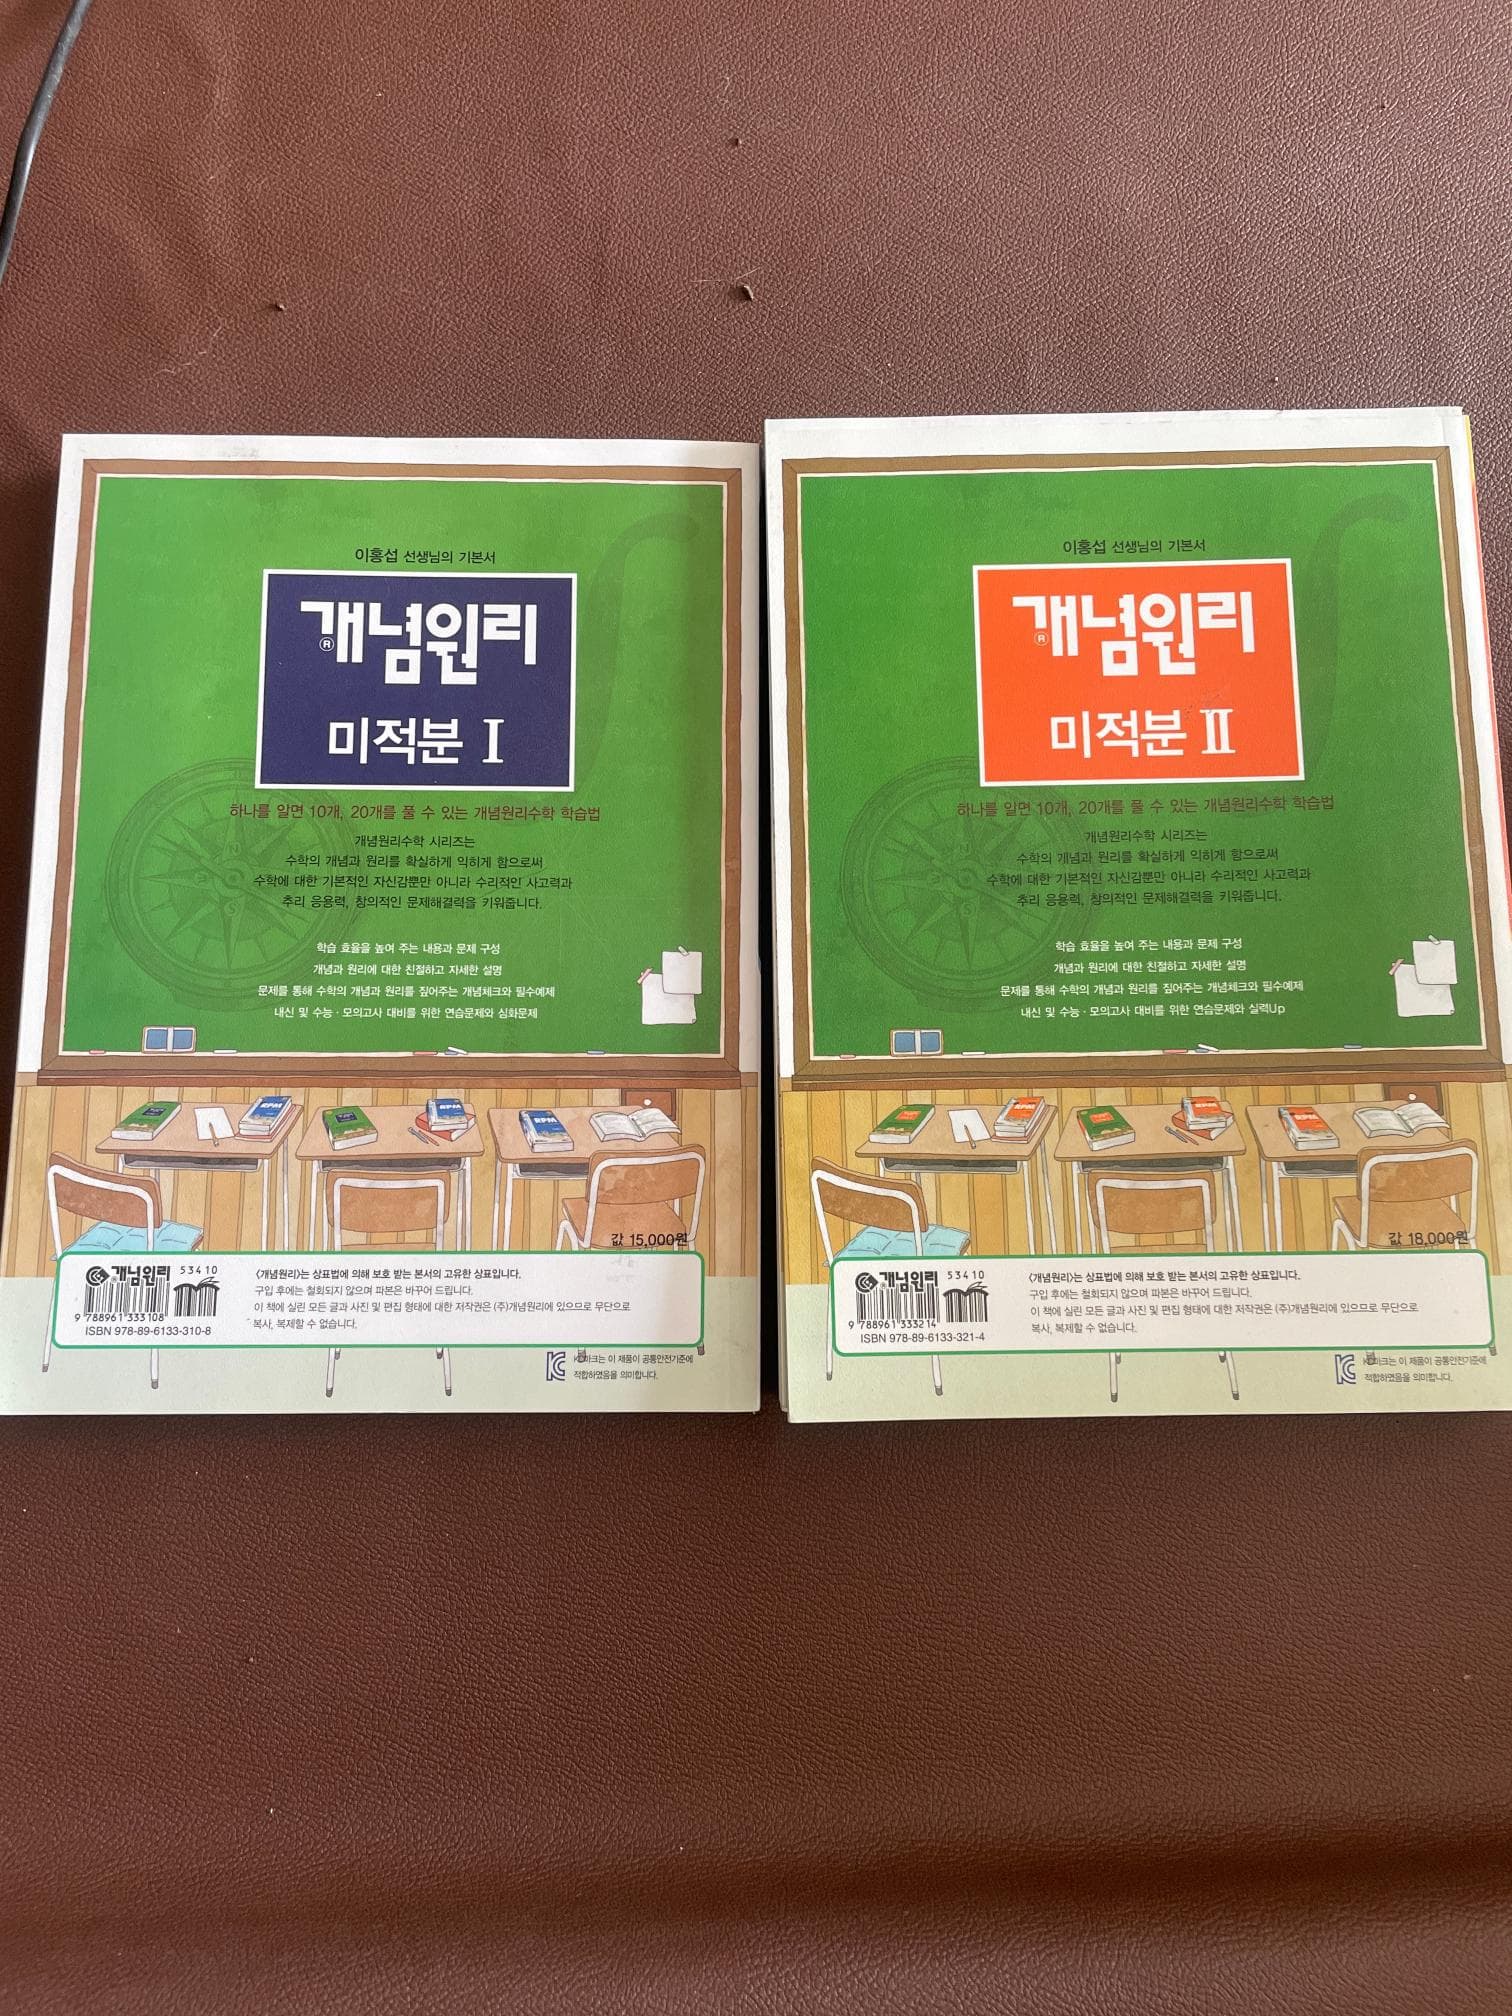 이홍섭 선생님의 기본서
개념원리
®
미적분 Ⅰ
하나를 알면 10개, 20개를 풀 수 있는 개념원리수학 학습법
개념원리수학 시리즈는
수학의 개념과 원리를 확실하게 익히게 함으로써
수학에 대한 기본적인 자신감뿐만 아니라 수리적인 사고력과
추리 응용력, 창의적인 문제해결력을 키워줍니다.
학습 효율을 높여 주는 내용과 문제 구성
개념과 원리에 대한 친절하고 자세한 설명
문제를 통해 수학의 개념과 원리를 짚어주는 개념체크와 필수예제
내신 및 수능 · 모의고사 대비를 위한 연습문제와 심화문제
RPM
RPM
RPM
값 15,000원
개념원리
53410
9 788961 333108
ISBN 978-89-6133-310-8
〈개념원리〉는 상표법에 의해 보호 받는 본서의 고유한 상표입니다.
구입 후에는 철회되지 않으며 파본은 바꾸어 드립니다.
이 책에 실린 모든 글과 사진 및 편집 형태에 대한 저작권은 (주)개념원리에 있으므로 무단으로
복사, 복제할 수 없습니다.
KC마크는 이 제품이 공통안전기준에
적합하였음을 의미합니다.
이홍섭 선생님의 기본서
개념원리
®
미적분 Ⅱ
하나를 알면 10개, 20개를 풀 수 있는 개념원리수학 학습법
개념원리수학 시리즈는
수학의 개념과 원리를 확실하게 익히게 함으로써
수학에 대한 기본적인 자신감뿐만 아니라 수리적인 사고력과
추리 응용력, 창의적인 문제해결력을 키워줍니다.
학습 효율을 높여 주는 내용과 문제 구성
개념과 원리에 대한 친절하고 자세한 설명
문제를 통해 수학의 개념과 원리를 짚어주는 개념체크와 필수예제
내신 및 수능 · 모의고사 대비를 위한 연습문제와 실력Up
RPM
RPM
RPM
값 18,000원
개념원리
53410
9 788961 333214
ISBN 978-89-6133-321-4
〈개념원리〉는 상표법에 의해 보호 받는 본서의 고유한 상표입니다.
구입 후에는 철회되지 않으며 파본은 바꾸어 드립니다.
이 책에 실린 모든 글과 사진 및 편집 형태에 대한 저작권은 (주)개념원리에 있으므로 무단으로
복사, 복제할 수 없습니다.
KC마크는 이 제품이 공통안전기준에
적합하였음을 의미합니다.